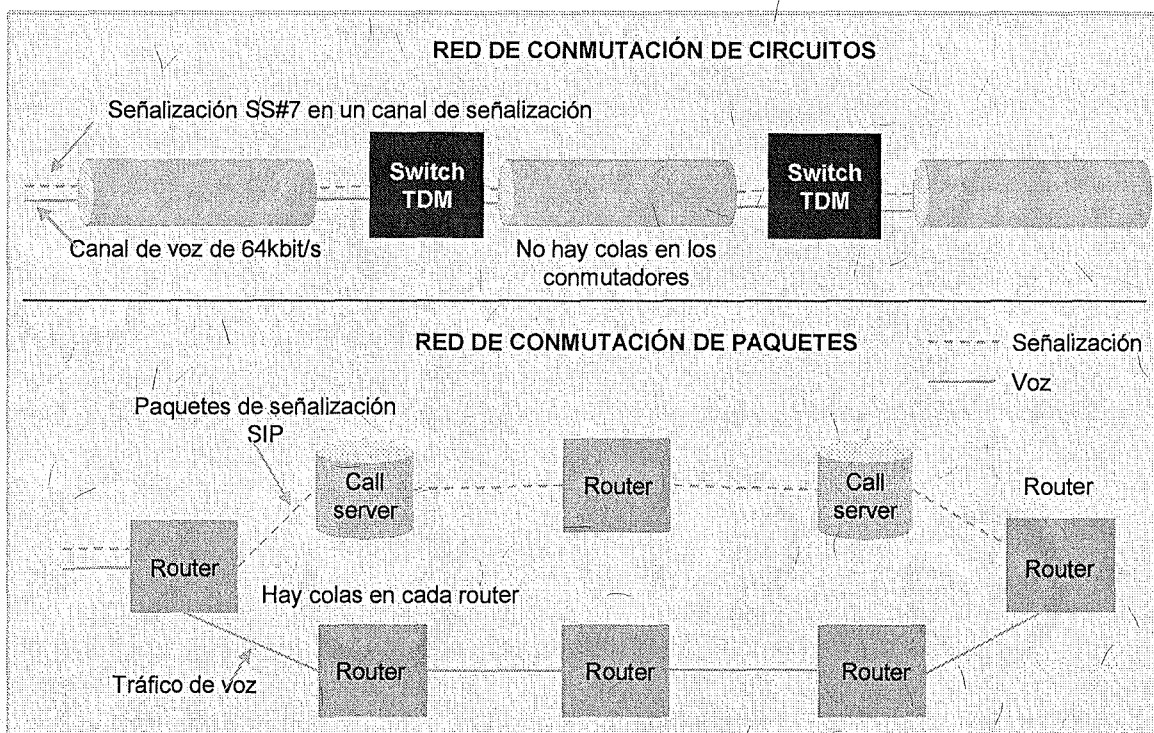 RED DE CONMUTACIÓN DE CIRCUITOS
Señalización SS#7 en un canal de señalización
Switch
TDM
Switch
TDM
Canal de voz de 64kbit/s
No hay colas en los
conmutadores
RED DE CONMUTACIÓN DE PAQUETES
Señalización
Voz
Paquetes de señalización
SIP
Call
server
Router
Call
server
Router
Router
Router
Hay colas en cada router
Router
Router
Router
Tráfico de voz